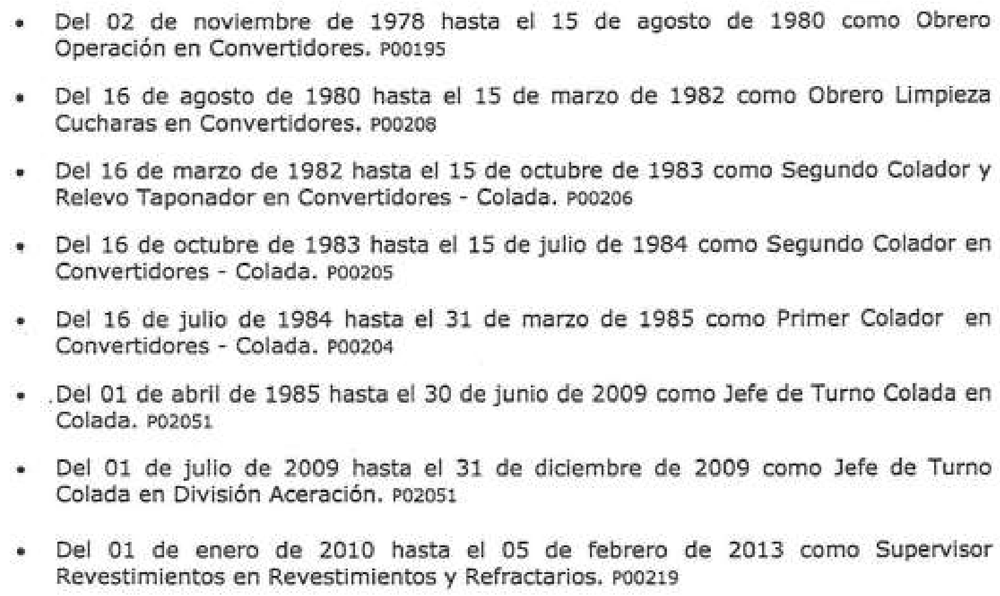 • Del 02 de noviembre de 1978 hasta el 15 de agosto de 1980 como Obrero
Operación en Convertidores. P00195
• Del 16 de agosto de 1980 hasta el 15 de marzo de 1982 como Obrero Limpieza
Cucharas en Convertidores. P00208
• Del 16 de marzo de 1982 hasta el 15 de octubre de 1983 como Segundo Colador y
Relevo Taponador en Convertidores - Colada. P00206
• Del 16 de octubre de 1983 hasta el 15 de julio de 1984 como Segundo Colador en
Convertidores - Colada. P00205
• Del 16 de julio de 1984 hasta el 31 de marzo de 1985 como Primer Colador en
Convertidores - Colada. P00204
• Del 01 de abril de 1985 hasta el 30 de junio de 2009 como Jefe de Turno Colada en
Colada. P02051
• Del 01 de julio de 2009 hasta el 31 de diciembre de 2009 como Jefe de Turno
Colada en División Aceración. P02051
• Del 01 de enero de 2010 hasta el 05 de febrero de 2013 como Supervisor
Revestimientos en Revestimientos y Refractarios. P00219